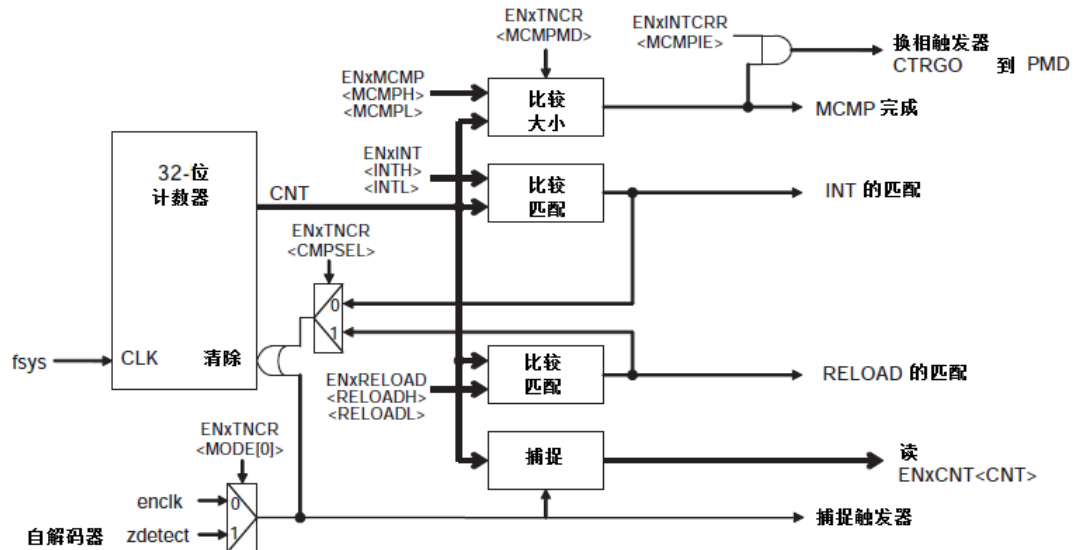 ENxTNCR
<MCMPMD>
ENxINTCRR
<MCMPIE>
换相触发器
CTRGO 到 PMD
ENxMCMP
<MCMPH>
<MCMPL>
比较
大小
MCMP 完成
32-位
计数器
CNT
ENxINT
<INTH>
<INTL>
比较
匹配
INT 的匹配
ENxTNCR
<CMPSEL>
0
1
fsys
CLK
清除
ENxRELOAD
<RELOADH>
<RELOADL>
比较
匹配
RELOAD 的匹配
ENxTNCR
<MODE[0]>
捕捉
读
ENxCNT<CNT>
enclk
0
自解码器
zdetect
1
捕捉触发器